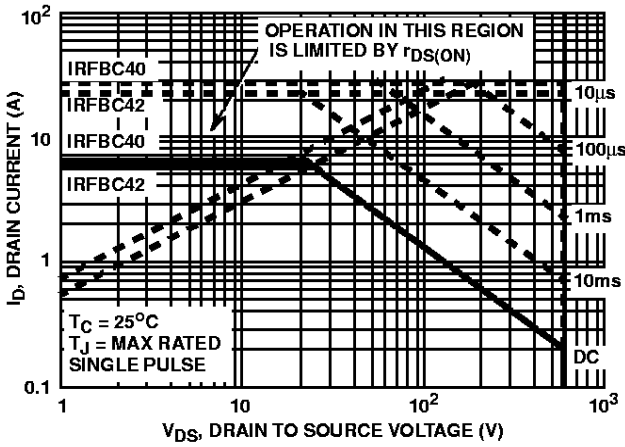 10²
OPERATION IN THIS REGION
IS LIMITED BY rDS(ON)
IRFBC40
IRFBC42
10µs
IRFBC40
10
100µs
IRFBC42
1ms
1
10ms
TC = 25°C
TJ = MAX RATED
SINGLE PULSE
DC
0.1
1
10
10²
10³
VDS, DRAIN TO SOURCE VOLTAGE (V)
ID, DRAIN CURRENT (A)